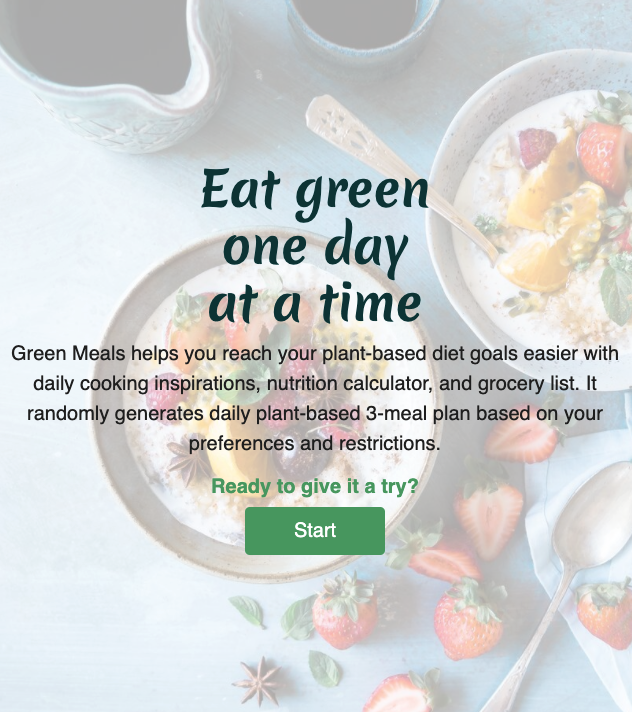 Eat green
one day
at a time
Green Meals helps you reach your plant-based diet goals easier with
daily cooking inspirations, nutrition calculator, and grocery list. It
randomly generates daily plant-based 3-meal plan based on your
preferences and restrictions.
Ready to give it a try?
Start